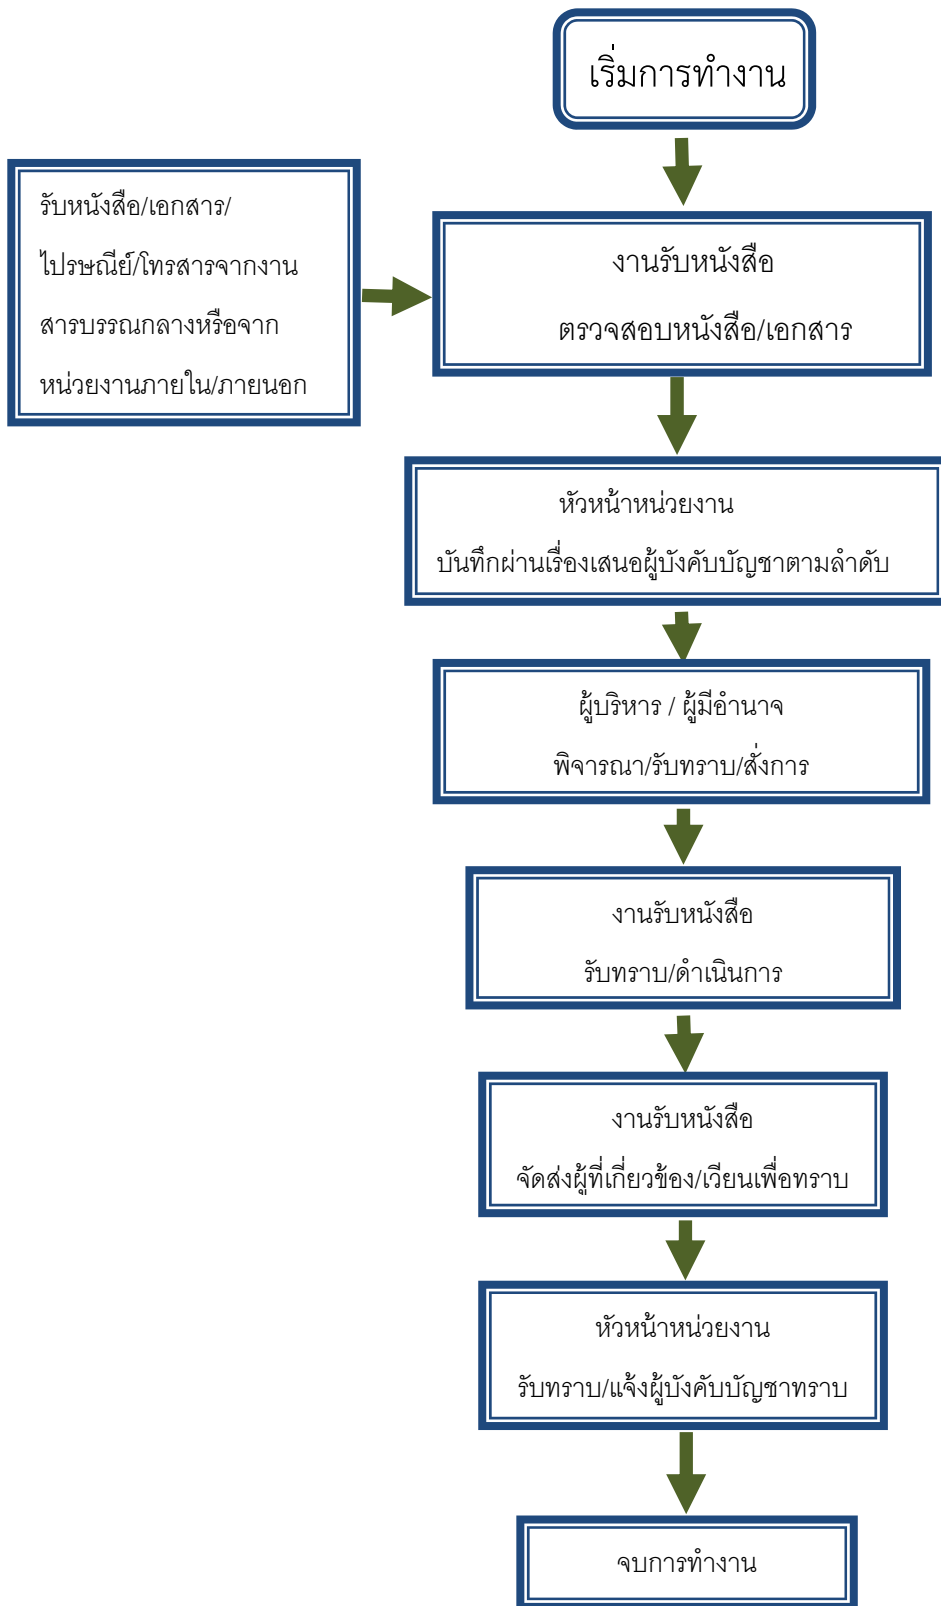 เริ่มการทำงาน
รับหนังสือ/เอกสาร/
ไปรษณีย์/โทรสารจากงาน
สารบรรณกลางหรือจาก
หน่วยงานภายใน/ภายนอก
งานรับหนังสือ
ตรวจสอบหนังสือ/เอกสาร
หัวหน้าหน่วยงาน
บันทึกผ่านเรื่องเสนอผู้บังคับบัญชาตามลำดับ
ผู้บริหาร / ผู้มีอำนาจ
พิจารณา/รับทราบ/สั่งการ
งานรับหนังสือ
รับทราบ/ดำเนินการ
งานรับหนังสือ
จัดส่งผู้ที่เกี่ยวข้อง/เวียนเพื่อทราบ
หัวหน้าหน่วยงาน
รับทราบ/แจ้งผู้บังคับบัญชาทราบ
จบการทำงาน